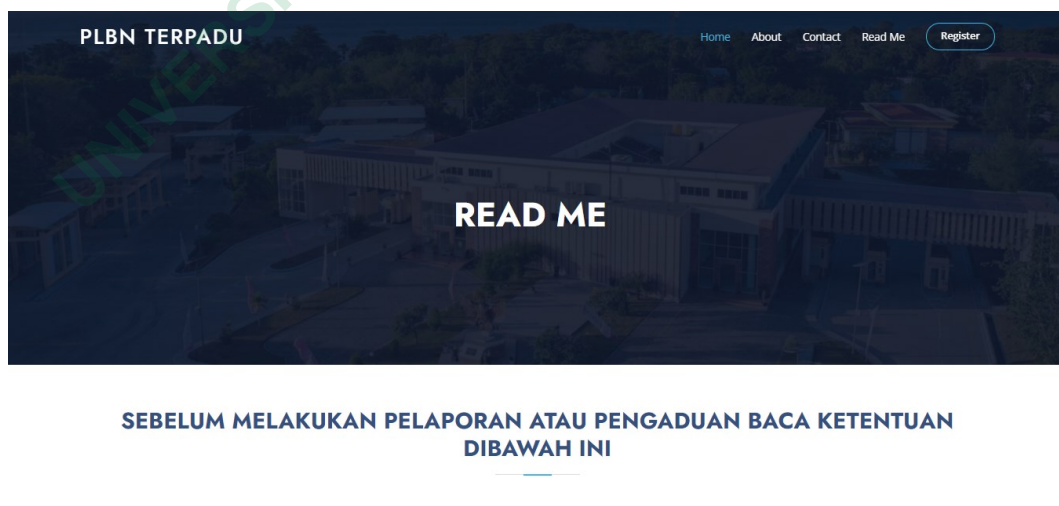 PLBN TERPADU
Home About Contact Read Me Register
READ ME
SEBELUM MELAKUKAN PELAPORAN ATAU PENGADUAN BACA KETENTUAN
DIBAWAH INI